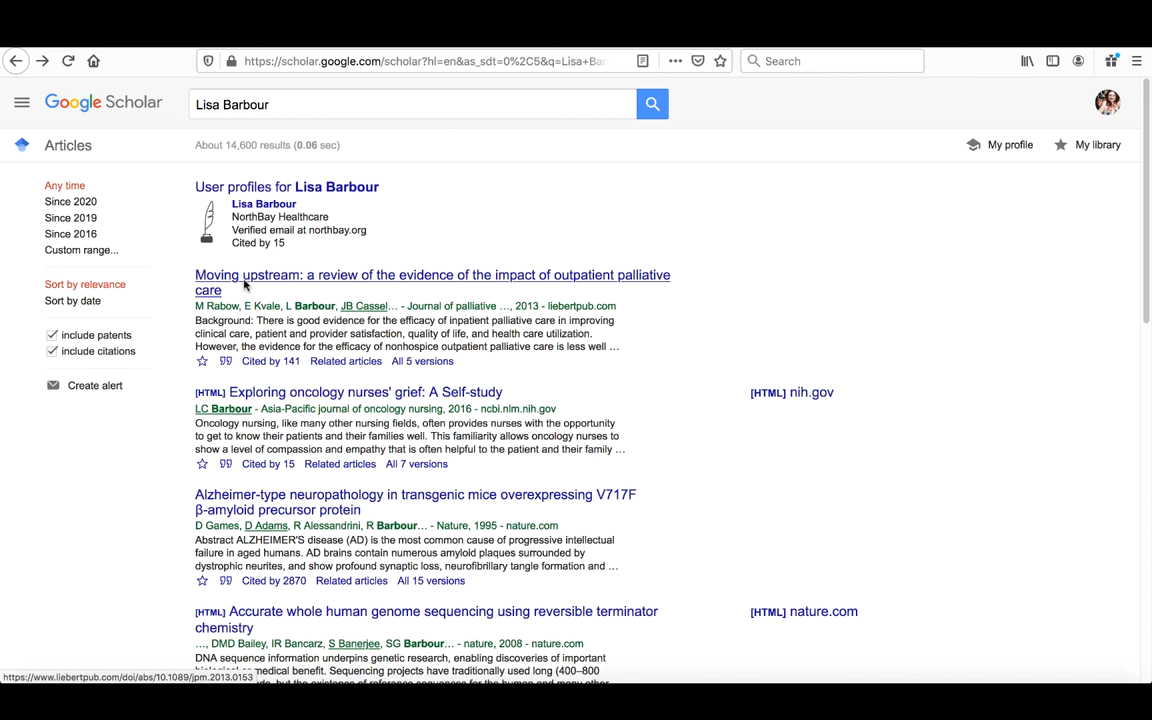 https://scholar.google.com/scholar?hl=en&as_sdt=0%2C5&q=Lisa+Bar
Search
Google Scholar
Lisa Barbour
Articles
About 14,600 results (0.06 sec)
My profile
My library
Any time
Since 2020
Since 2019
Since 2016
Custom range...
Sort by relevance
Sort by date
include patents
include citations
Create alert
User profiles for Lisa Barbour
Lisa Barbour
NorthBay Healthcare
Verified email at northbay.org
Cited by 15
Moving upstream: a review of the evidence of the impact of outpatient palliative
care
M Rabow, E Kvale, L Barbour, JB Cassel… - Journal of palliative …, 2013 - liebertpub.com
Background: There is good evidence for the efficacy of inpatient palliative care in improving
clinical care, patient and provider satisfaction, quality of life, and health care utilization.
However, the evidence for the efficacy of nonhospice outpatient palliative care is less well …
Cited by 141 Related articles All 5 versions
[HTML] Exploring oncology nurses' grief: A Self-study
[HTML] nih.gov
LC Barbour - Asia-Pacific journal of oncology nursing, 2016 - ncbi.nlm.nih.gov
Oncology nursing, like many other nursing fields, often provides nurses with the opportunity
to get to know their patients and their families well. This familiarity allows oncology nurses to
show a level of compassion and empathy that is often helpful to the patient and their family …
Cited by 15 Related articles All 7 versions
Alzheimer-type neuropathology in transgenic mice overexpressing V717F
β-amyloid precursor protein
D Games, D Adams, R Alessandrini, R Barbour… - Nature, 1995 - nature.com
Abstract ALZHEIMER'S disease (AD) is the most common cause of progressive intellectual
failure in aged humans. AD brains contain numerous amyloid plaques surrounded by
dystrophic neurites, and show profound synaptic loss, neurofibrillary tangle formation and …
Cited by 2870 Related articles All 15 versions
[HTML] Accurate whole human genome sequencing using reversible terminator
chemistry
[HTML] nature.com
…, DMD Bailey, IR Bancarz, S Banerjee, SG Barbour… - nature, 2008 - nature.com
DNA sequence information underpins genetic research, enabling discoveries of important
medical benefit. Sequencing projects have traditionally used long (400–800
https://www.liebertpub.com/doi/abs/10.1089/jpm.2013.0153